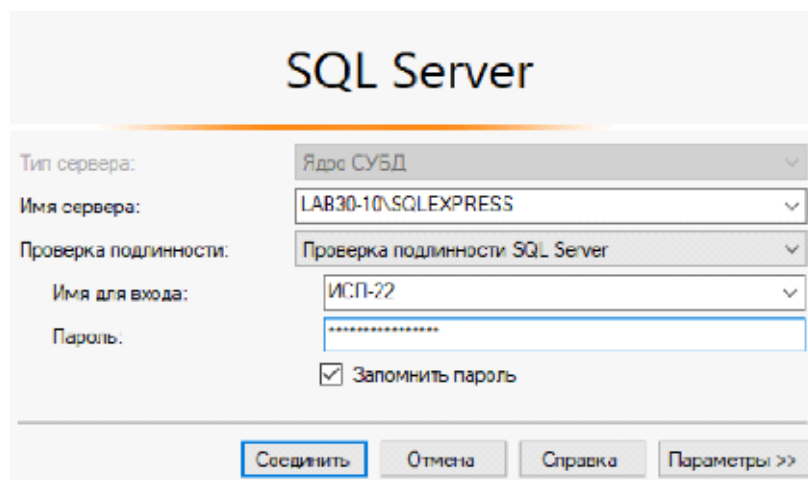 SQL Server
Тип сервера: Ядро СУБД
Имя сервера: LAB30-10\SQLEXPRESS
Проверка подлинности: Проверка подлинности SQL Server
Имя для входа: ИСП-22
Пароль: ****************
Запомнить пароль
Соединить Отмена Справка Параметры >>